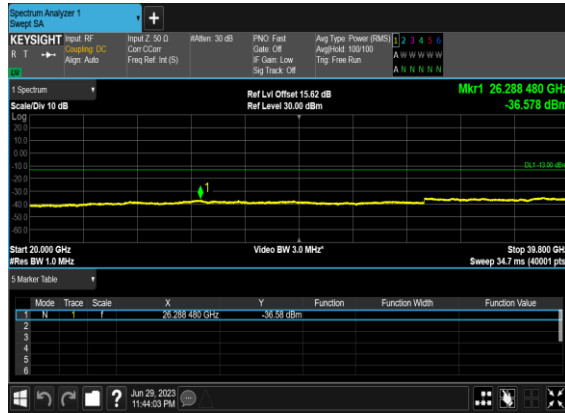 Spectrum Analyzer 1
Swept SA
+
KEYSIGHT Input: RF Input Z: 50 Ω #Atten: 30 dB PNO: Fast Avg Type: Power (RMS) 1 2 3 4 5 6
R T Coupling: DC Corr CCorr Gate: Off Avg|Hold: 100/100 A W W W W W
Align: Auto Freq Ref: Int (S) IF Gain: Low Trig: Free Run
Sig Track: Off A N N N N N
1 Spectrum Ref Lvl Offset 15.62 dB Mkr1 26.288 480 GHz
Scale/Div 10 dB Ref Level 30.00 dBm -36.578 dBm
Log
20.0
10.0
0.00
-10.0 DL1 -13.00 dBm
-20.0
-30.0 1
-40.0
-50.0
-60.0
Start 20.000 GHz Video BW 3.0 MHz* Stop 39.800 GHz
#Res BW 1.0 MHz Sweep 34.7 ms (40001 pts)
5 Marker Table
Mode Trace Scale X Y Function Function Width Function Value
1 N 1 f 26.288 480 GHz -36.58 dBm
2
3
4
5
6
? Jun 29, 2023
11:44:03 PM